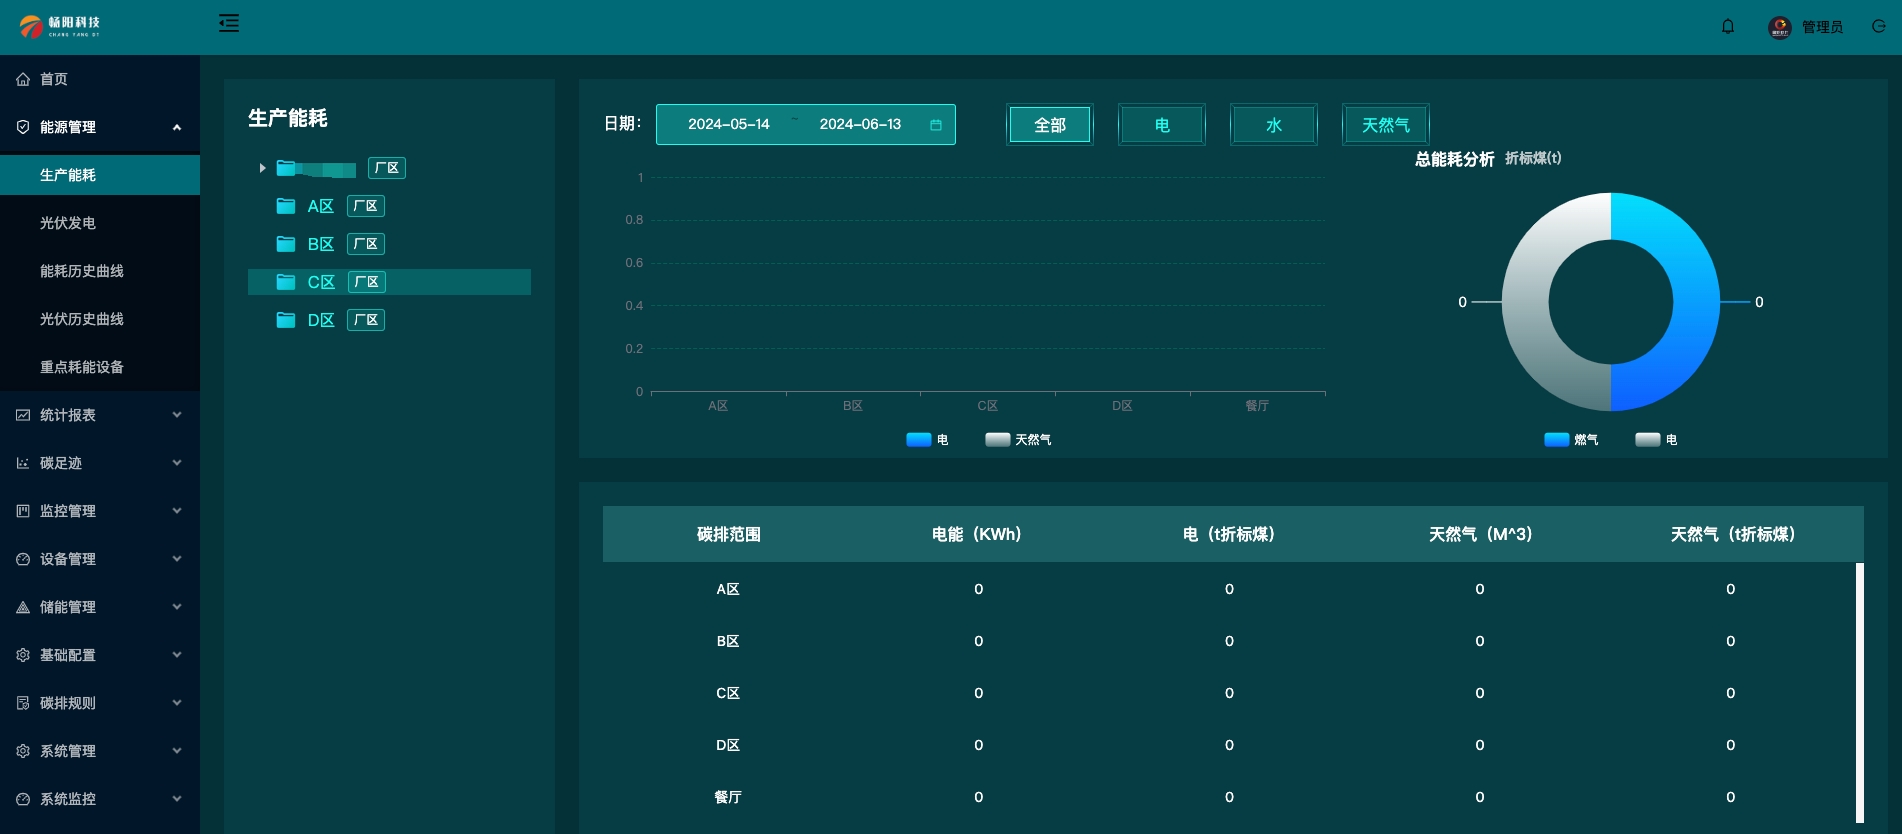 畅阳科技
CHANG YANG DT
管理员
首页
能源管理
生产能耗
光伏发电
能耗历史曲线
光伏历史曲线
重点耗能设备
统计报表
碳足迹
监控管理
设备管理
储能管理
基础配置
碳排规则
系统管理
系统监控
生产能耗
厂区
A区 厂区
B区 厂区
C区 厂区
D区 厂区
日期： 2024-05-14 ~ 2024-06-13 全部 电 水 天然气
1
0.8
0.6
0.4
0.2
0
A区 B区 C区 D区 餐厅
电 天然气
总能耗分析 折标煤(t)
0 0
燃气 电
碳排范围 电能（KWh） 电（t折标煤） 天然气（M^3） 天然气（t折标煤）
A区 0 0 0 0
B区 0 0 0 0
C区 0 0 0 0
D区 0 0 0 0
餐厅 0 0 0 0